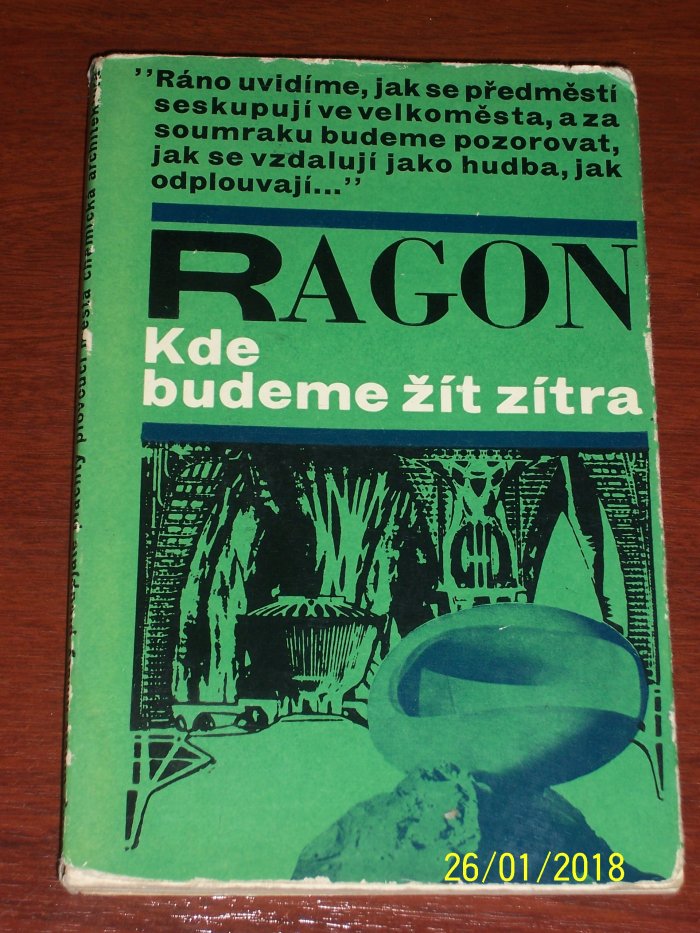 "Ráno uvidíme, jak se předměstí
seskupují ve velkoměsta, a za
soumraku budeme pozorovat,
jak se vzdalují jako hudba, jak
odplouvají..."
RAGON
Kde
budeme žít zítra
26/01/2018